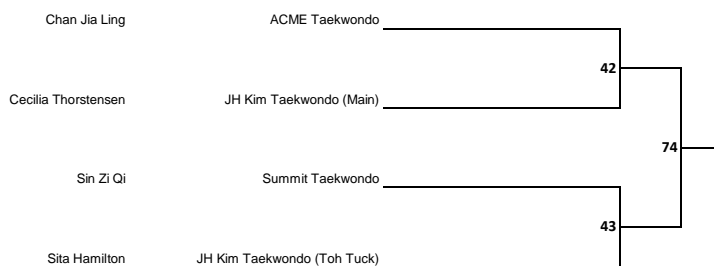 Chan Jia Ling ACME Taekwondo
42
Cecilia Thorstensen JH Kim Taekwondo (Main)
74
Sin Zi Qi Summit Taekwondo
43
Sita Hamilton JH Kim Taekwondo (Toh Tuck)